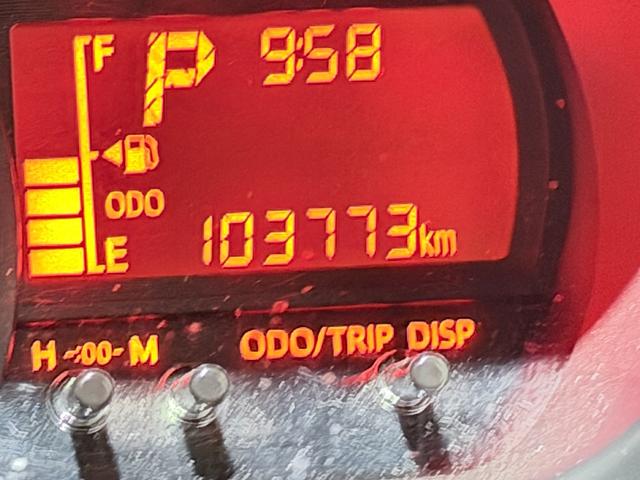 F P 9:58
ODO
E 103773km
H -:00- M ODO/TRIP DISP